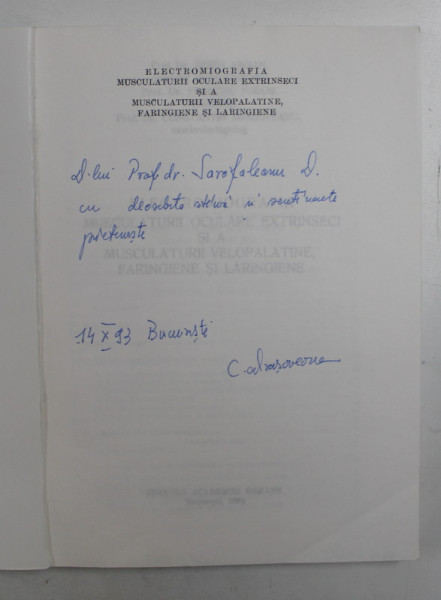 ELECTROMIOGRAFIA
MUSCULATURII OCULARE EXTRINSECI
ȘI A
MUSCULATURII VELOPALATINE,
FARINGIENE ȘI LARINGIENE
D-lui Prof dr. Sarafoleanu D.
cu deosebita stimă și sentimente
prietenești
14 X 93 București
C.